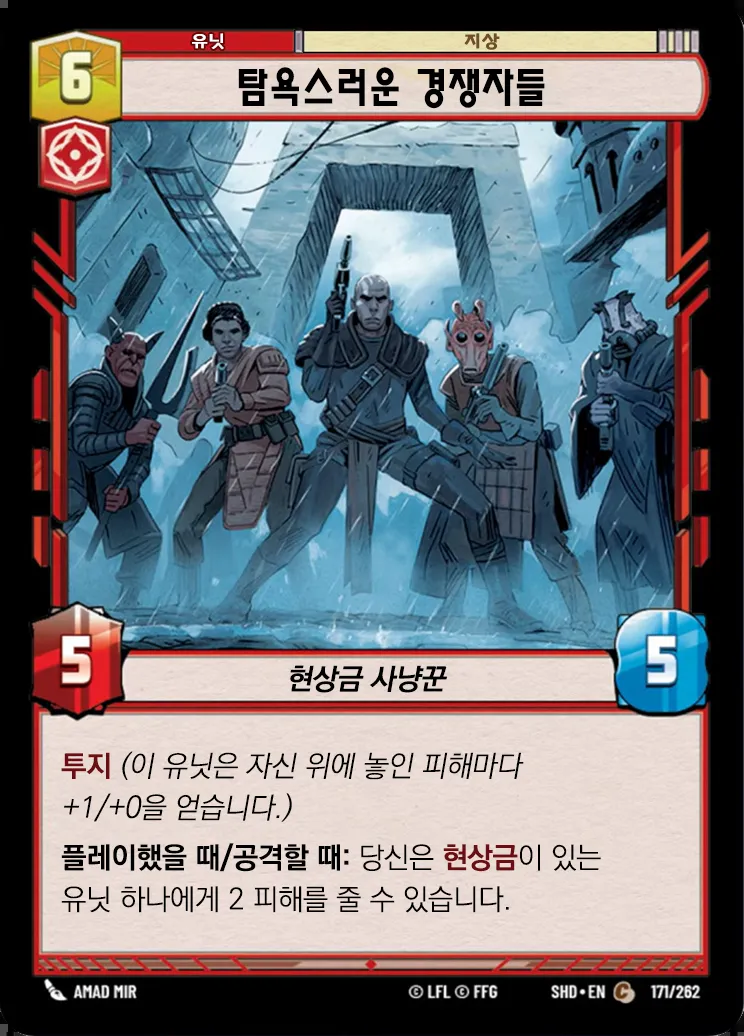 유닛
지상
6
탐욕스러운 경쟁자들
5
현상금 사냥꾼
5
투지 (이 유닛은 자신 위에 놓인 피해마다
+1/+0을 얻습니다.)
플레이했을 때/공격할 때: 당신은 현상금이 있는
유닛 하나에게 2 피해를 줄 수 있습니다.
AMAD MIR
© LFL © FFG
SHD • EN C 171/262